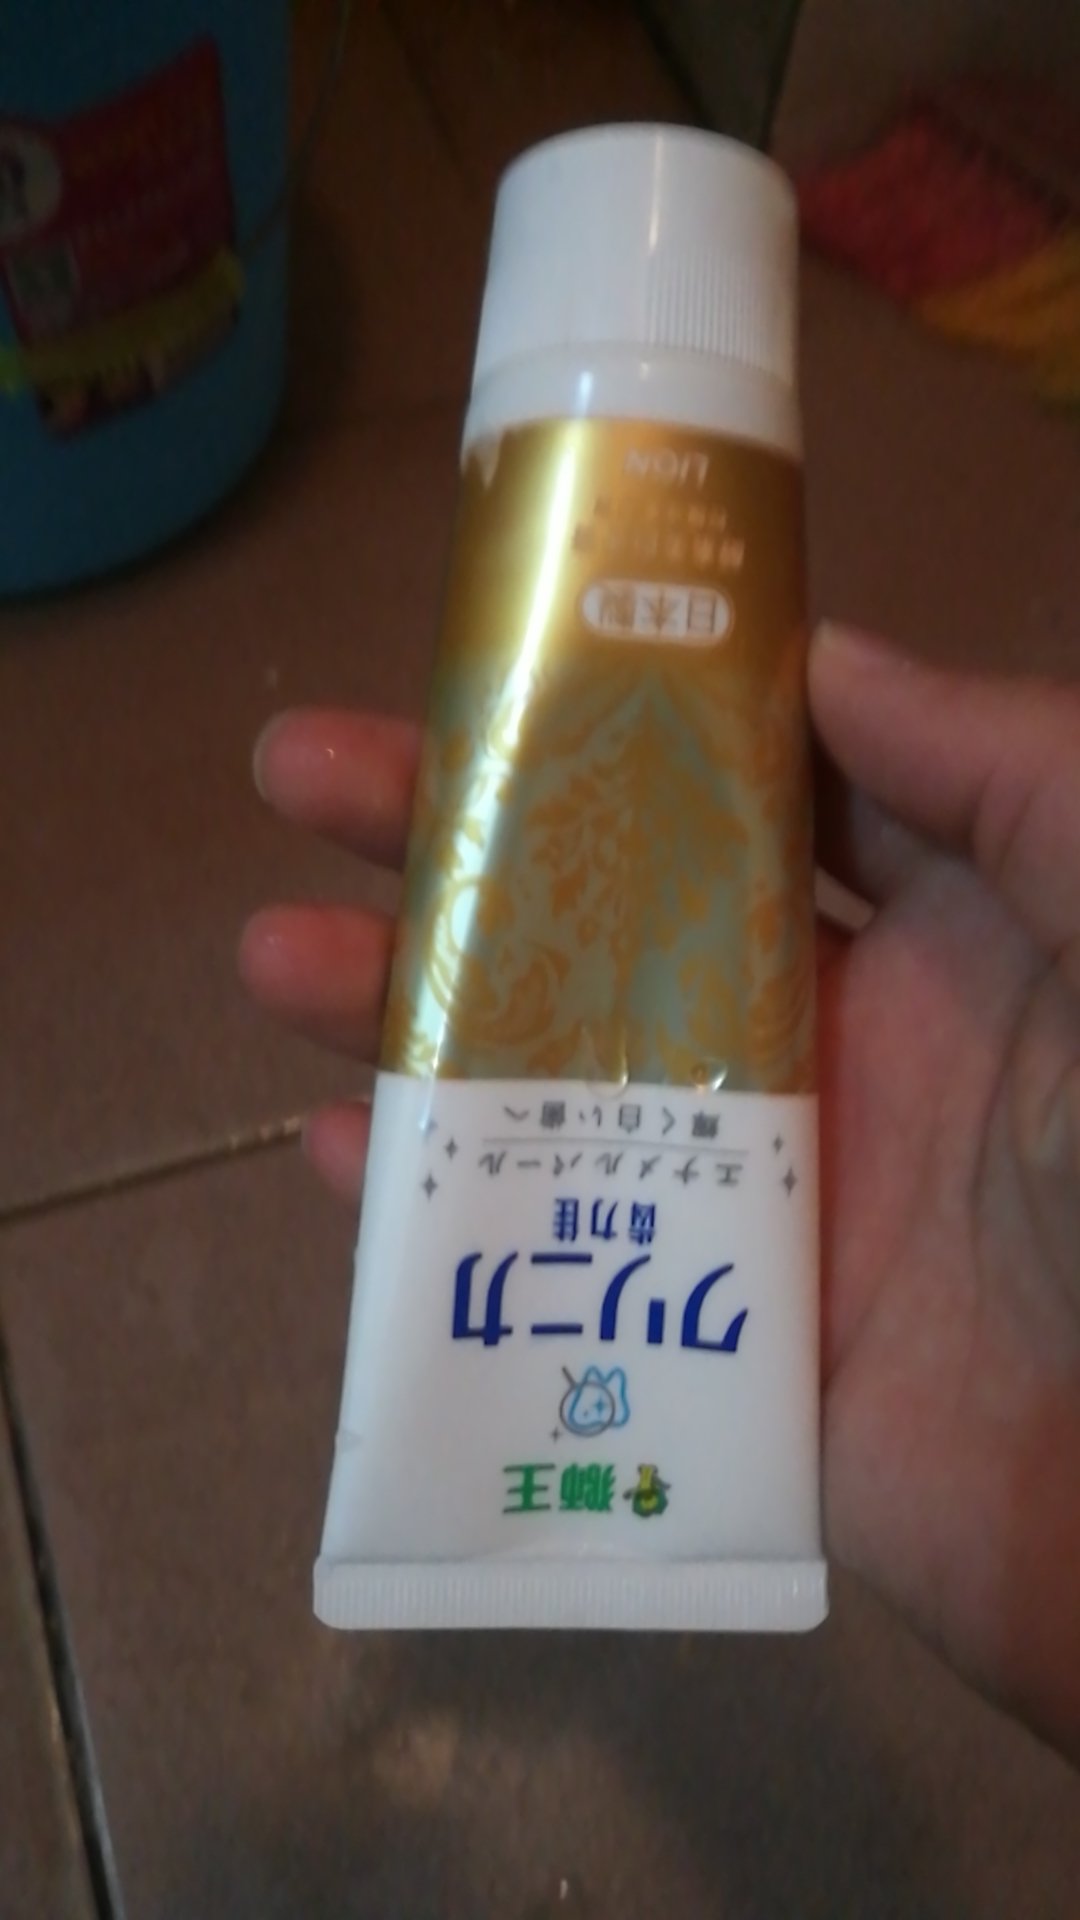 獅王
クリニカ
齒力佳
エナメルパール
輝く白い歯へ
日本製
LION